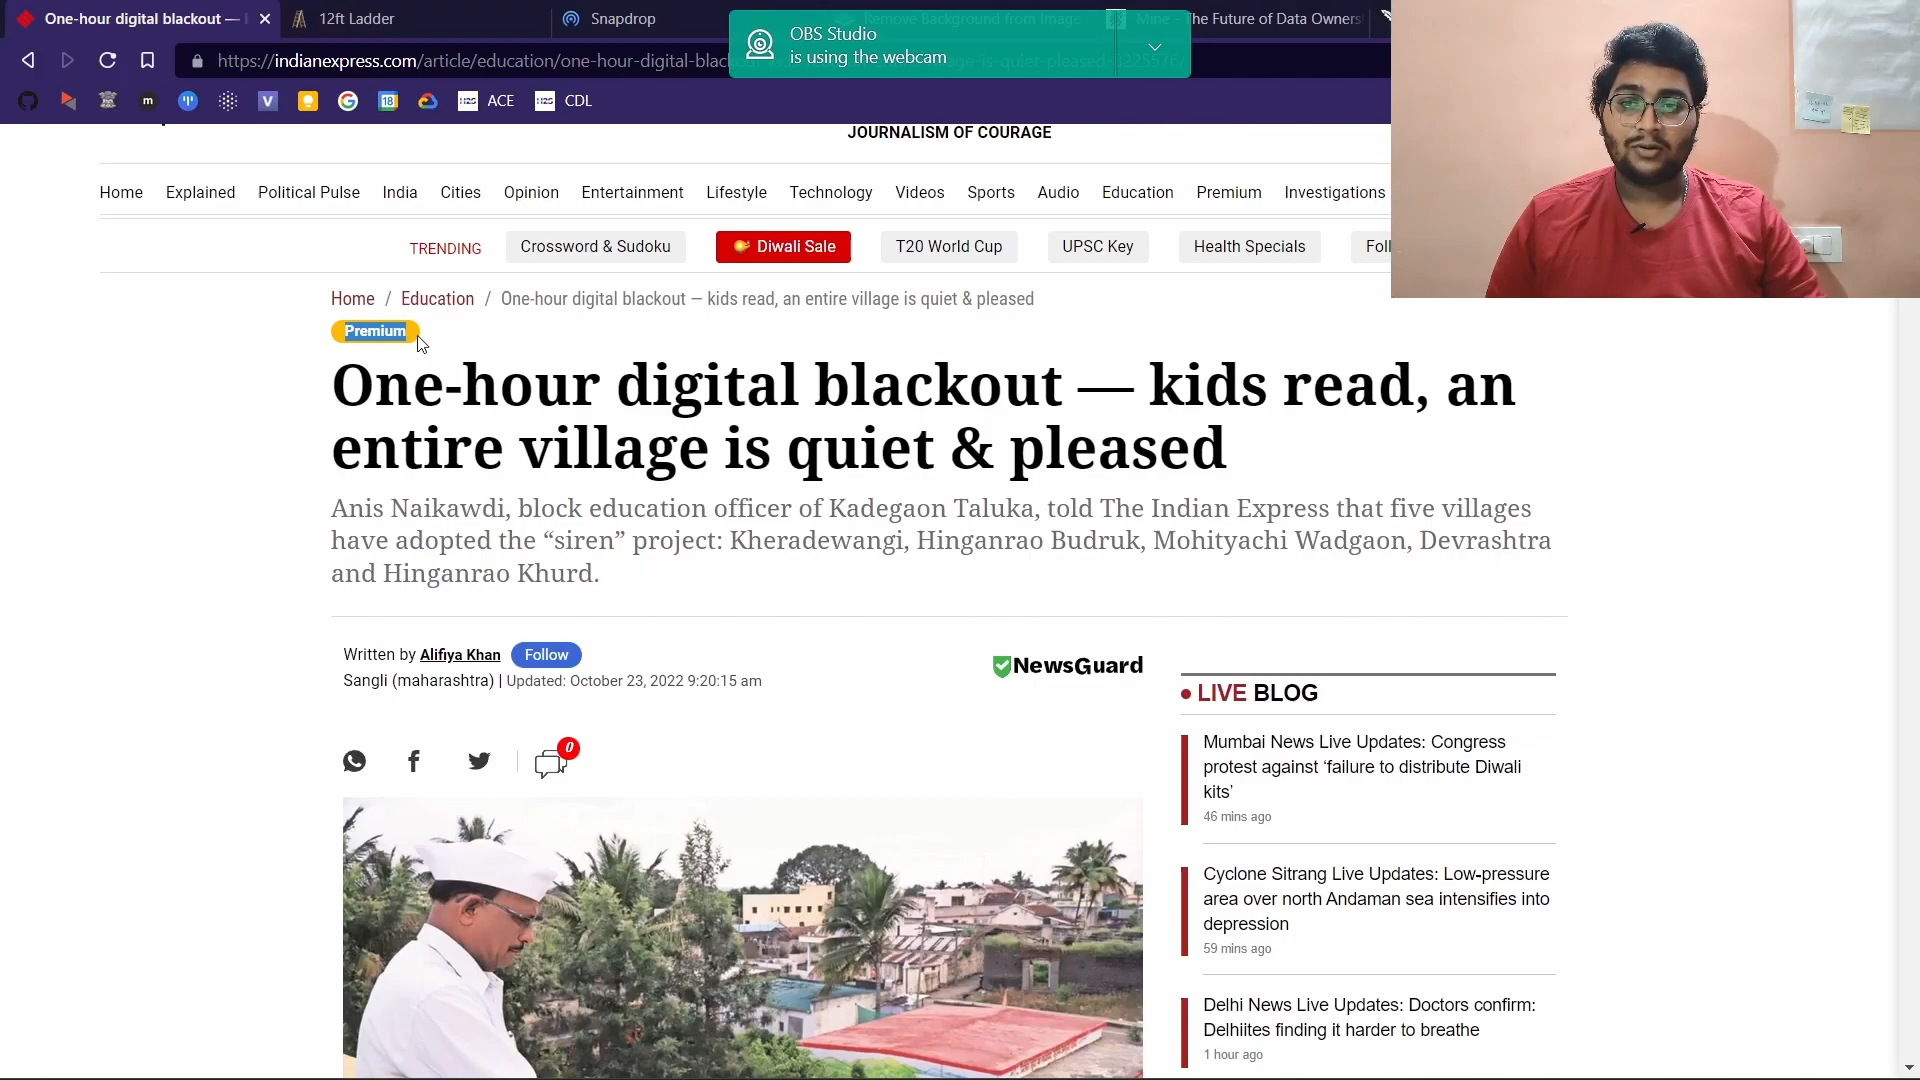 One-hour digital blackout —
12ft Ladder
Snapdrop
Remove Background from Image
Mine - The Future of Data Owners
OBS Studio
is using the webcam
https://indianexpress.com/article/education/one-hour-digital-blac
18
ACE
CDL
JOURNALISM OF COURAGE
Home Explained Political Pulse India Cities Opinion Entertainment Lifestyle Technology Videos Sports Audio Education Premium Investigations
TRENDING Crossword & Sudoku Diwali Sale T20 World Cup UPSC Key Health Specials Foll
Home / Education / One-hour digital blackout — kids read, an entire village is quiet & pleased
Premium
One-hour digital blackout — kids read, an
entire village is quiet & pleased
Anis Naikawdi, block education officer of Kadegaon Taluka, told The Indian Express that five villages
have adopted the “siren” project: Kheradewangi, Hinganrao Budruk, Mohityachi Wadgaon, Devrashtra
and Hinganrao Khurd.
Written by Alifiya Khan Follow
Sangli (maharashtra) | Updated: October 23, 2022 9:20:15 am
NewsGuard
0
LIVE BLOG
Mumbai News Live Updates: Congress
protest against ‘failure to distribute Diwali
kits’
46 mins ago
Cyclone Sitrang Live Updates: Low-pressure
area over north Andaman sea intensifies into
depression
59 mins ago
Delhi News Live Updates: Doctors confirm:
Delhiites finding it harder to breathe
1 hour ago